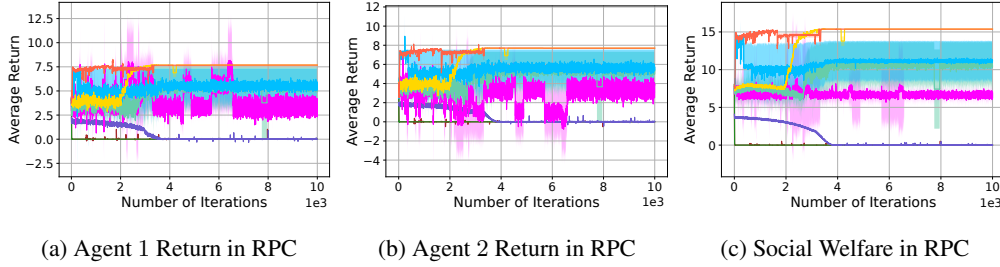 Average Return
12.5
10.0
7.5
5.0
2.5
0.0
−2.5
0 2 4 6 8 10
Number of Iterations
1e3
(a) Agent 1 Return in RPC
Average Return
12
10
8
6
4
2
0
−2
−4
0 2 4 6 8 10
Number of Iterations
1e3
(b) Agent 2 Return in RPC
Average Return
15
10
5
0
0 2 4 6 8 10
Number of Iterations
1e3
(c) Social Welfare in RPC